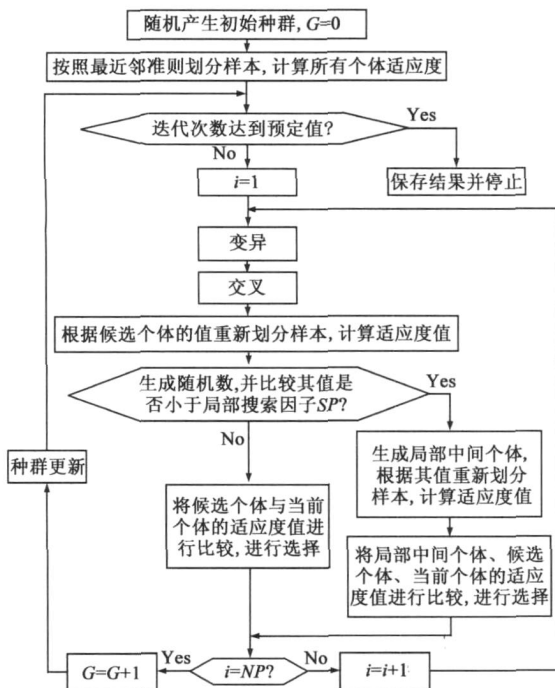 随机产生初始种群, G=0
按照最近邻准则划分样本, 计算所有个体适应度
迭代次数达到预定值?
Yes
No
保存结果并停止
i=1
变异
交叉
根据候选个体的值重新划分样本, 计算适应度值
生成随机数, 并比较其值是
否小于局部搜索因子SP?
Yes
No
种群更新
生成局部中间个体,
根据其值重新划分
样本, 计算适应度值
将候选个体与当前
个体的适应度值进
行比较, 进行选择
将局部中间个体、候选
个体、当前个体的适应
度值进行比较, 进行选择
G=G+1
Yes
i=NP?
No
i=i+1